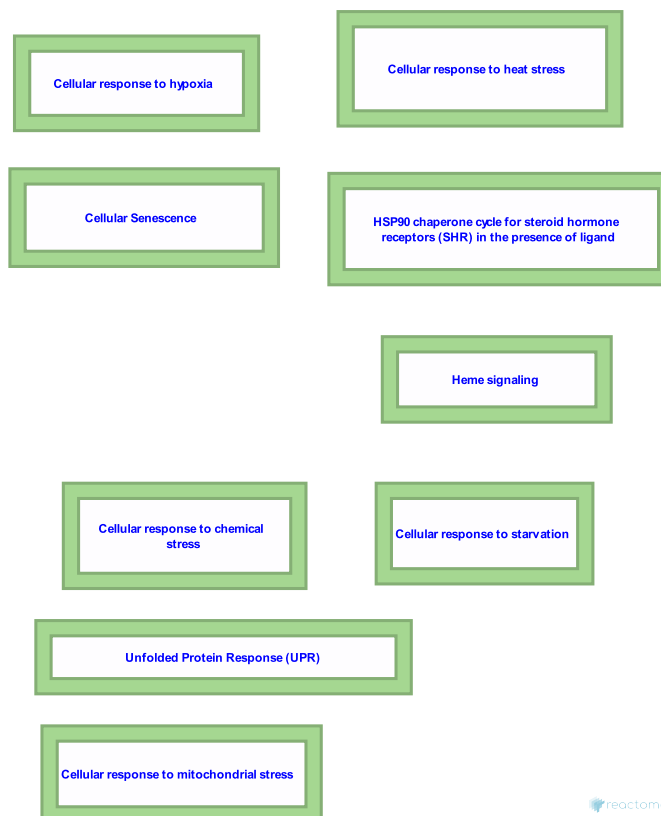 Cellular response to hypoxia
Cellular response to heat stress
Cellular Senescence
HSP90 chaperone cycle for steroid hormone
receptors (SHR) in the presence of ligand
Heme signaling
Cellular response to chemical
stress
Cellular response to starvation
Unfolded Protein Response (UPR)
Cellular response to mitochondrial stress
reactom